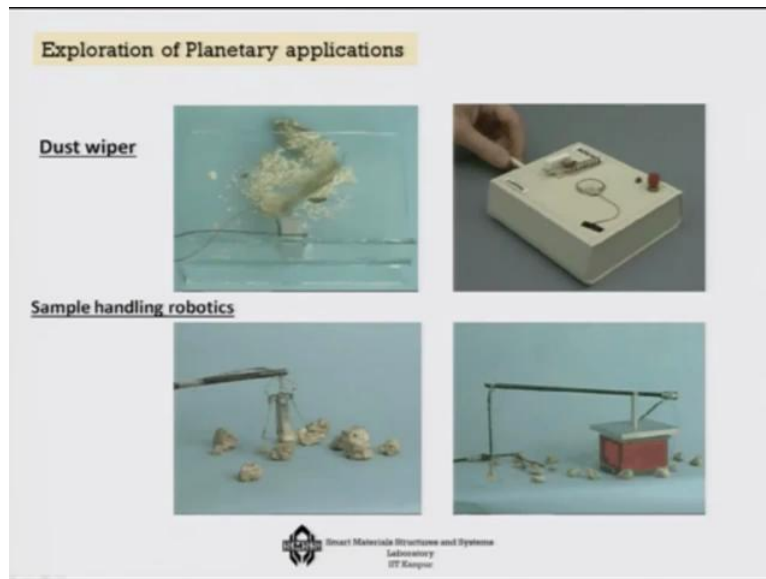 Exploration of Planetary applications
Dust wiper
Sample handling robotics
Smart Materials Structures and Systems
Laboratory
IIT Kanpur